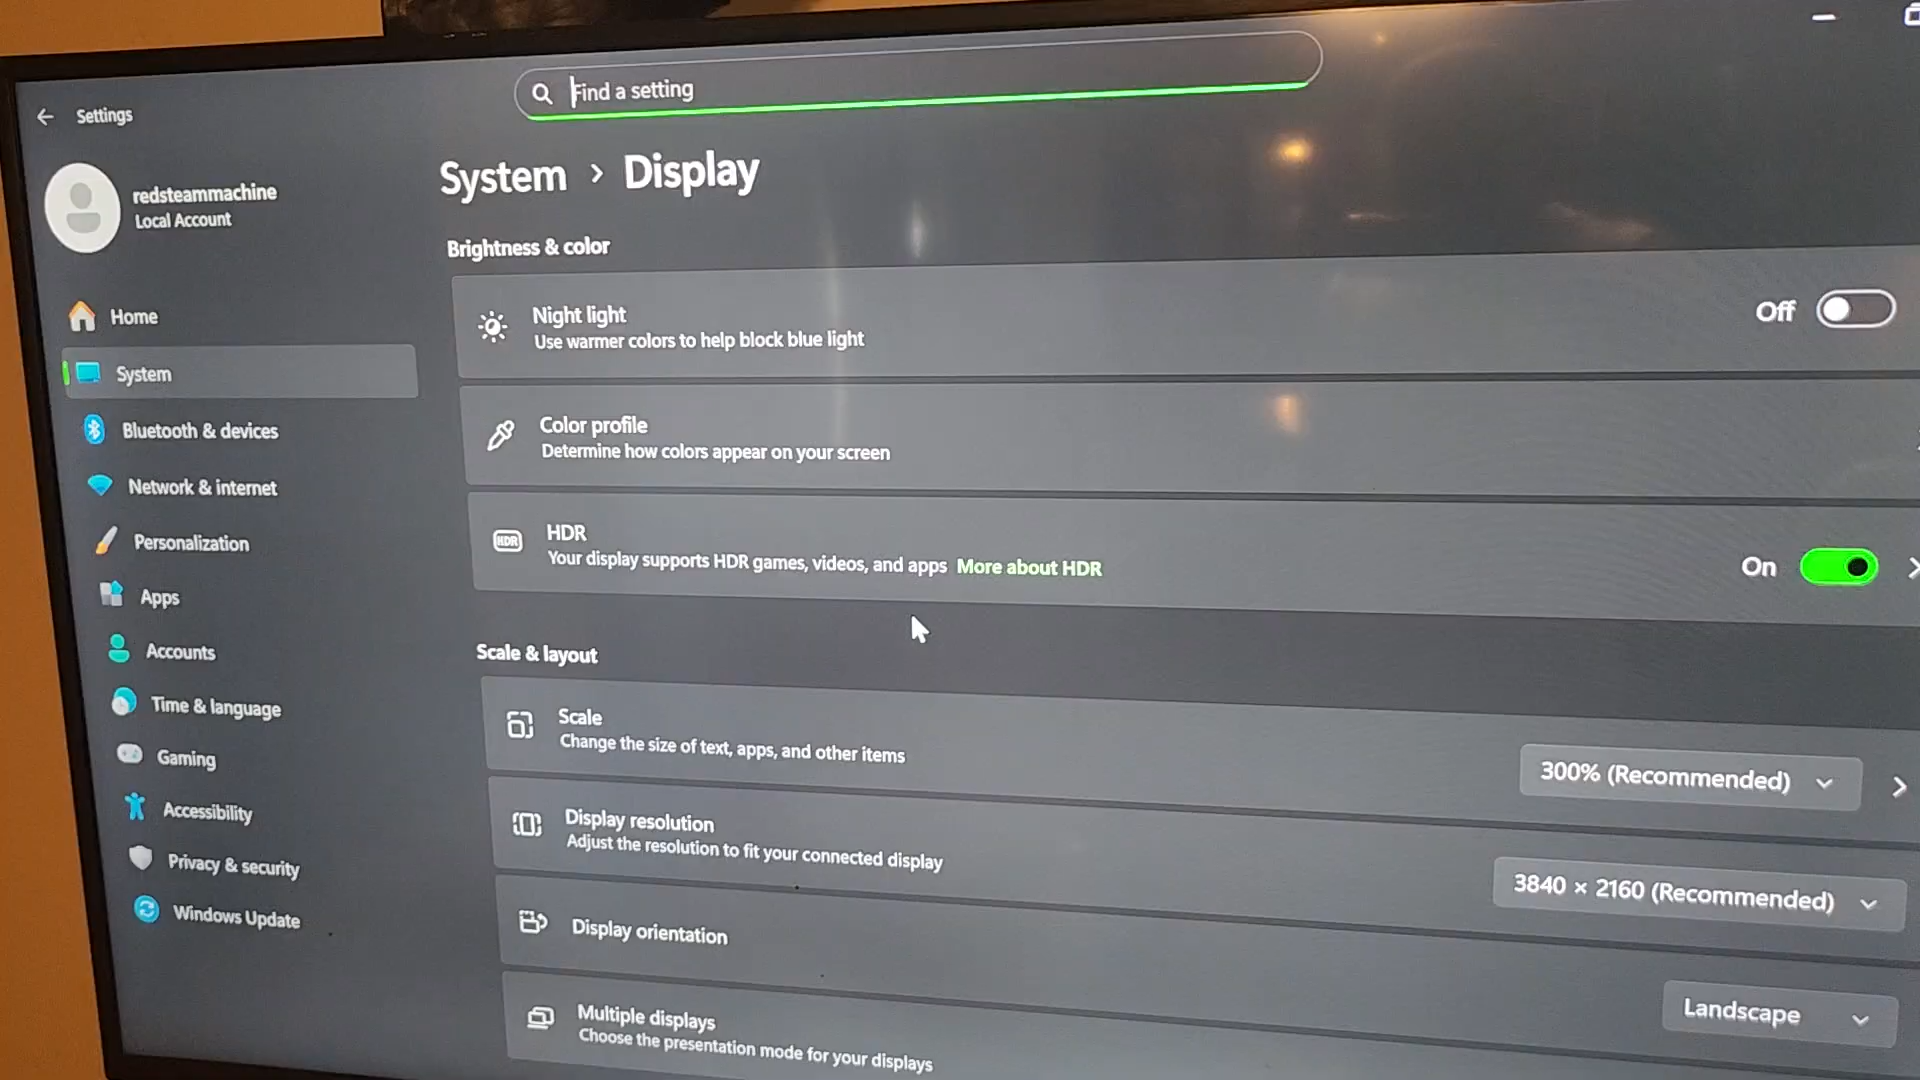 Settings
Find a setting
redsteammachine
Local Account
Home
System
Bluetooth & devices
Network & internet
Personalization
Apps
Accounts
Time & language
Gaming
Accessibility
Privacy & security
Windows Update
System > Display
Brightness & color
Night light
Use warmer colors to help block blue light
Off
Color profile
Determine how colors appear on your screen
HDR
HDR
Your display supports HDR games, videos, and apps More about HDR
On
Scale & layout
Scale
Change the size of text, apps, and other items
300% (Recommended)
Display resolution
Adjust the resolution to fit your connected display
3840 × 2160 (Recommended)
Display orientation
Landscape
Multiple displays
Choose the presentation mode for your displays